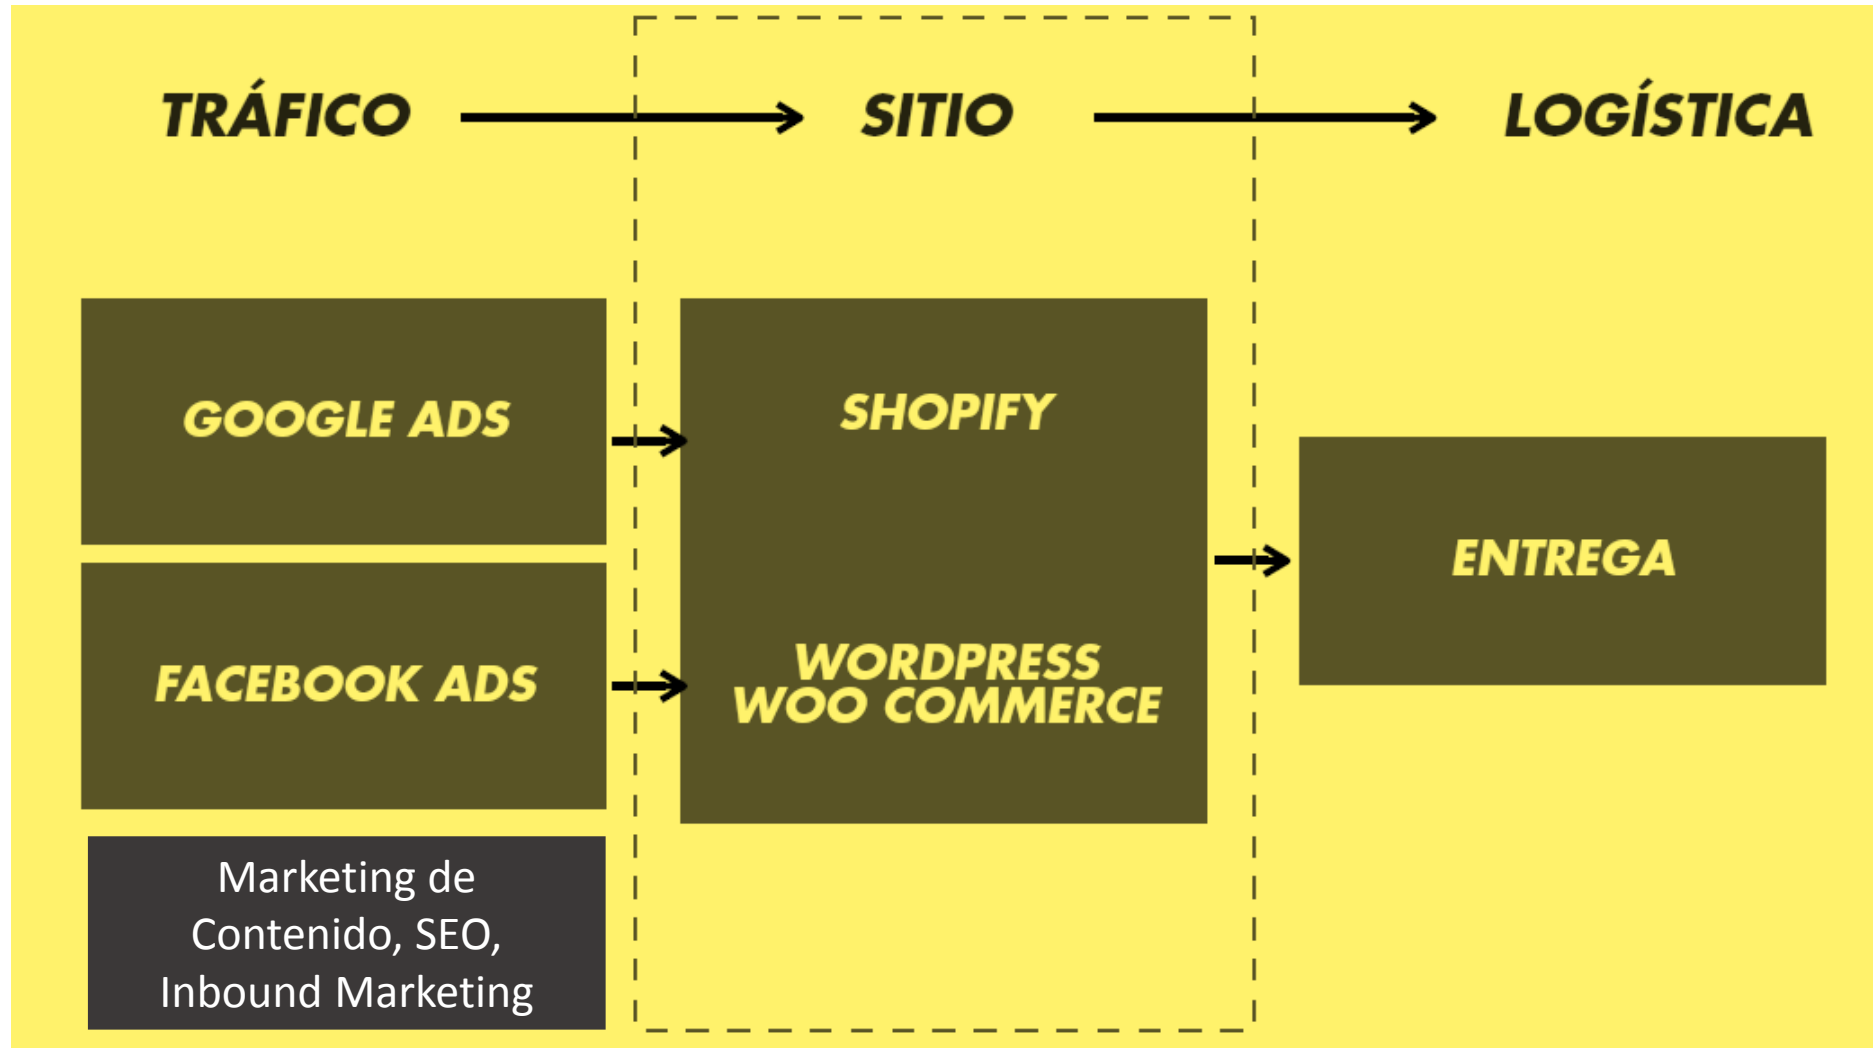 TRÁFICO
SITIO
LOGÍSTICA
GOOGLE ADS
SHOPIFY
ENTREGA
FACEBOOK ADS
WORDPRESS
WOO COMMERCE
Marketing de
Contenido, SEO,
Inbound Marketing